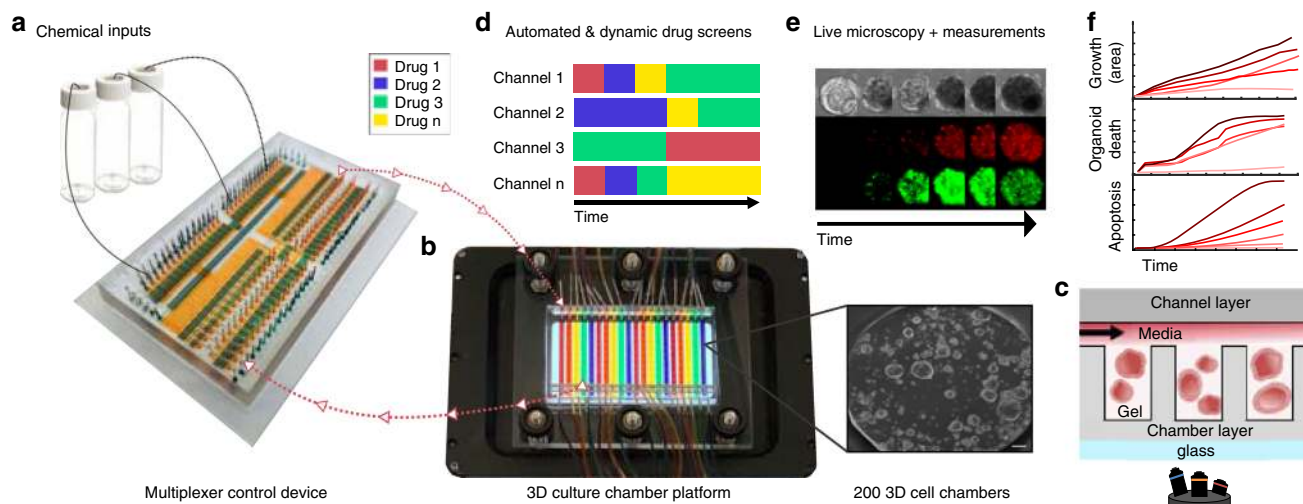 a
Chemical inputs
Drug 1
Drug 2
Drug 3
Drug n
d
Automated & dynamic drug screens
Channel 1
Channel 2
Channel 3
Channel n
Time
e
Live microscopy + measurements
Time
f
Growth
(area)
Organoid
death
Apoptosis
Time
b
c
Channel layer
Media
Gel
Chamber layer
glass
Multiplexer control device
3D culture chamber platform
200 3D cell chambers